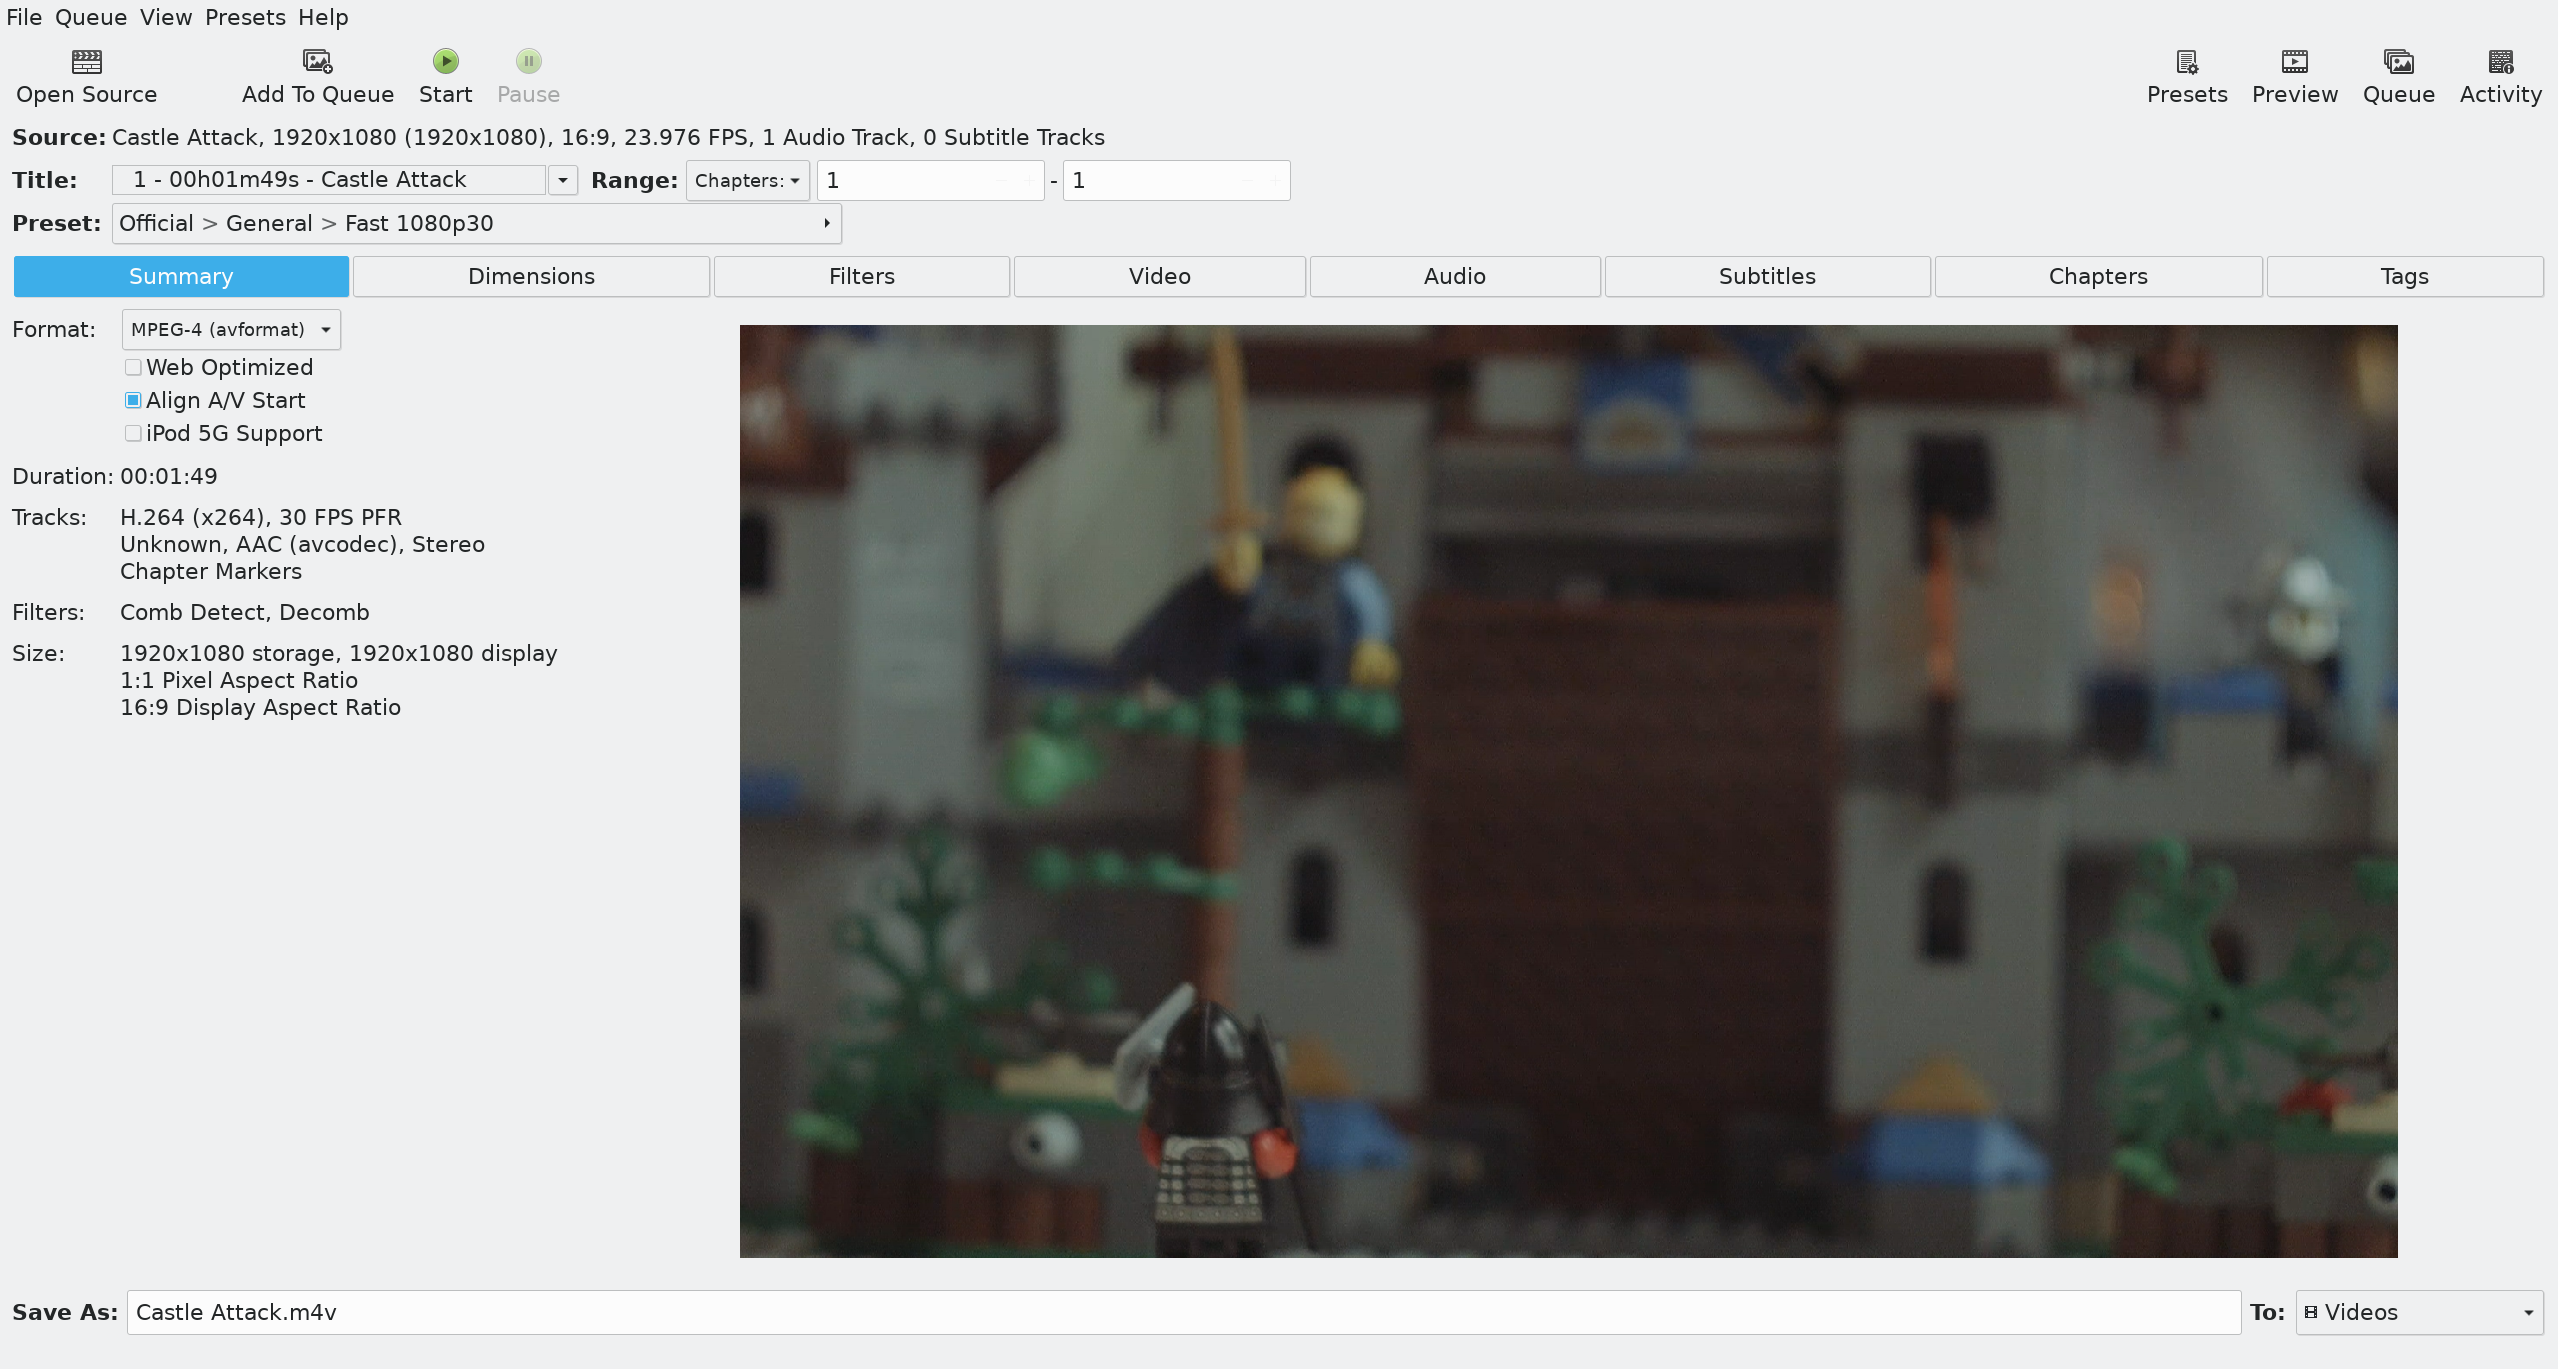 File Queue View Presets Help
Open Source Add To Queue Start Pause Presets Preview Queue Activity
Source: Castle Attack, 1920x1080 (1920x1080), 16:9, 23.976 FPS, 1 Audio Track, 0 Subtitle Tracks
Title: 1 - 00h01m49s - Castle Attack Range: Chapters: 1 - 1
Preset: Official > General > Fast 1080p30
Summary Dimensions Filters Video Audio Subtitles Chapters Tags
Format: MPEG-4 (avformat)
Web Optimized
Align A/V Start
iPod 5G Support
Duration: 00:01:49
Tracks: H.264 (x264), 30 FPS PFR
Unknown, AAC (avcodec), Stereo
Chapter Markers
Filters: Comb Detect, Decomb
Size: 1920x1080 storage, 1920x1080 display
1:1 Pixel Aspect Ratio
16:9 Display Aspect Ratio
Save As: Castle Attack.m4v To: Videos